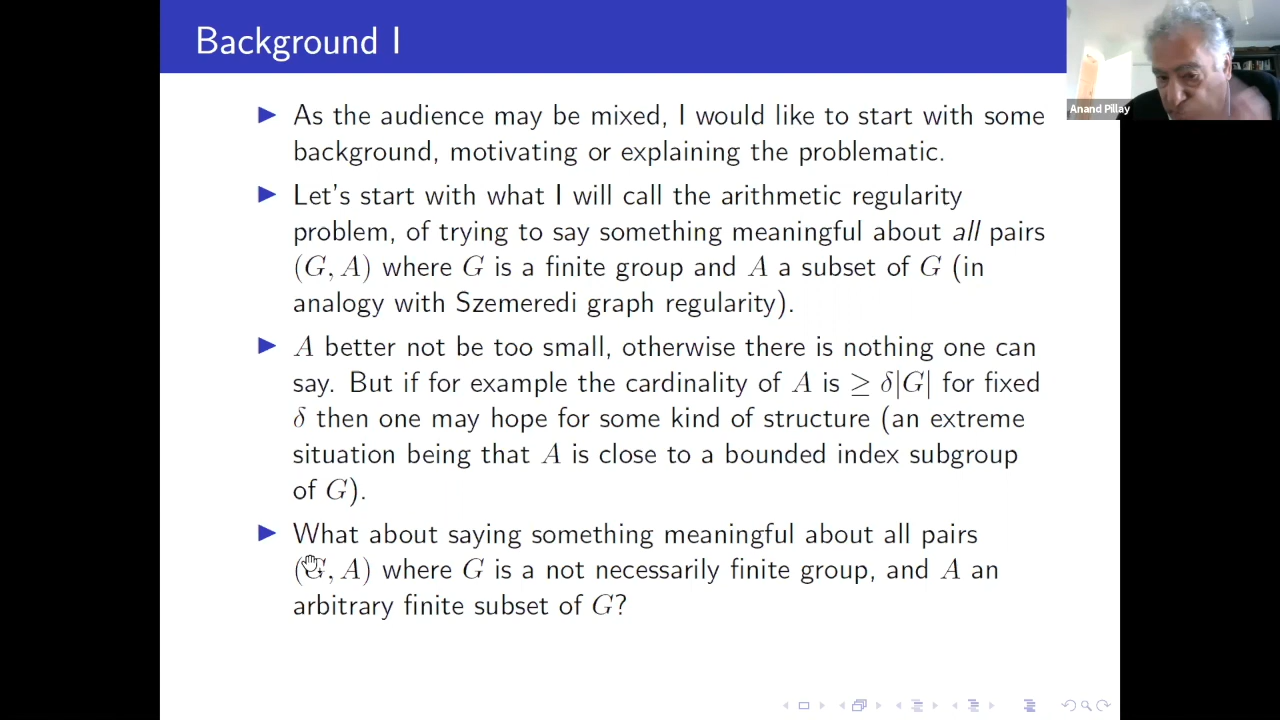 Background I
Anand Pillay
▶ As the audience may be mixed, I would like to start with some
background, motivating or explaining the problematic.
▶ Let's start with what I will call the arithmetic regularity
problem, of trying to say something meaningful about all pairs
(G, A) where G is a finite group and A a subset of G (in
analogy with Szemeredi graph regularity).
▶ A better not be too small, otherwise there is nothing one can
say. But if for example the cardinality of A is ≥ δ|G| for fixed
δ then one may hope for some kind of structure (an extreme
situation being that A is close to a bounded index subgroup
of G).
▶ What about saying something meaningful about all pairs
(G, A) where G is a not necessarily finite group, and A an
arbitrary finite subset of G?